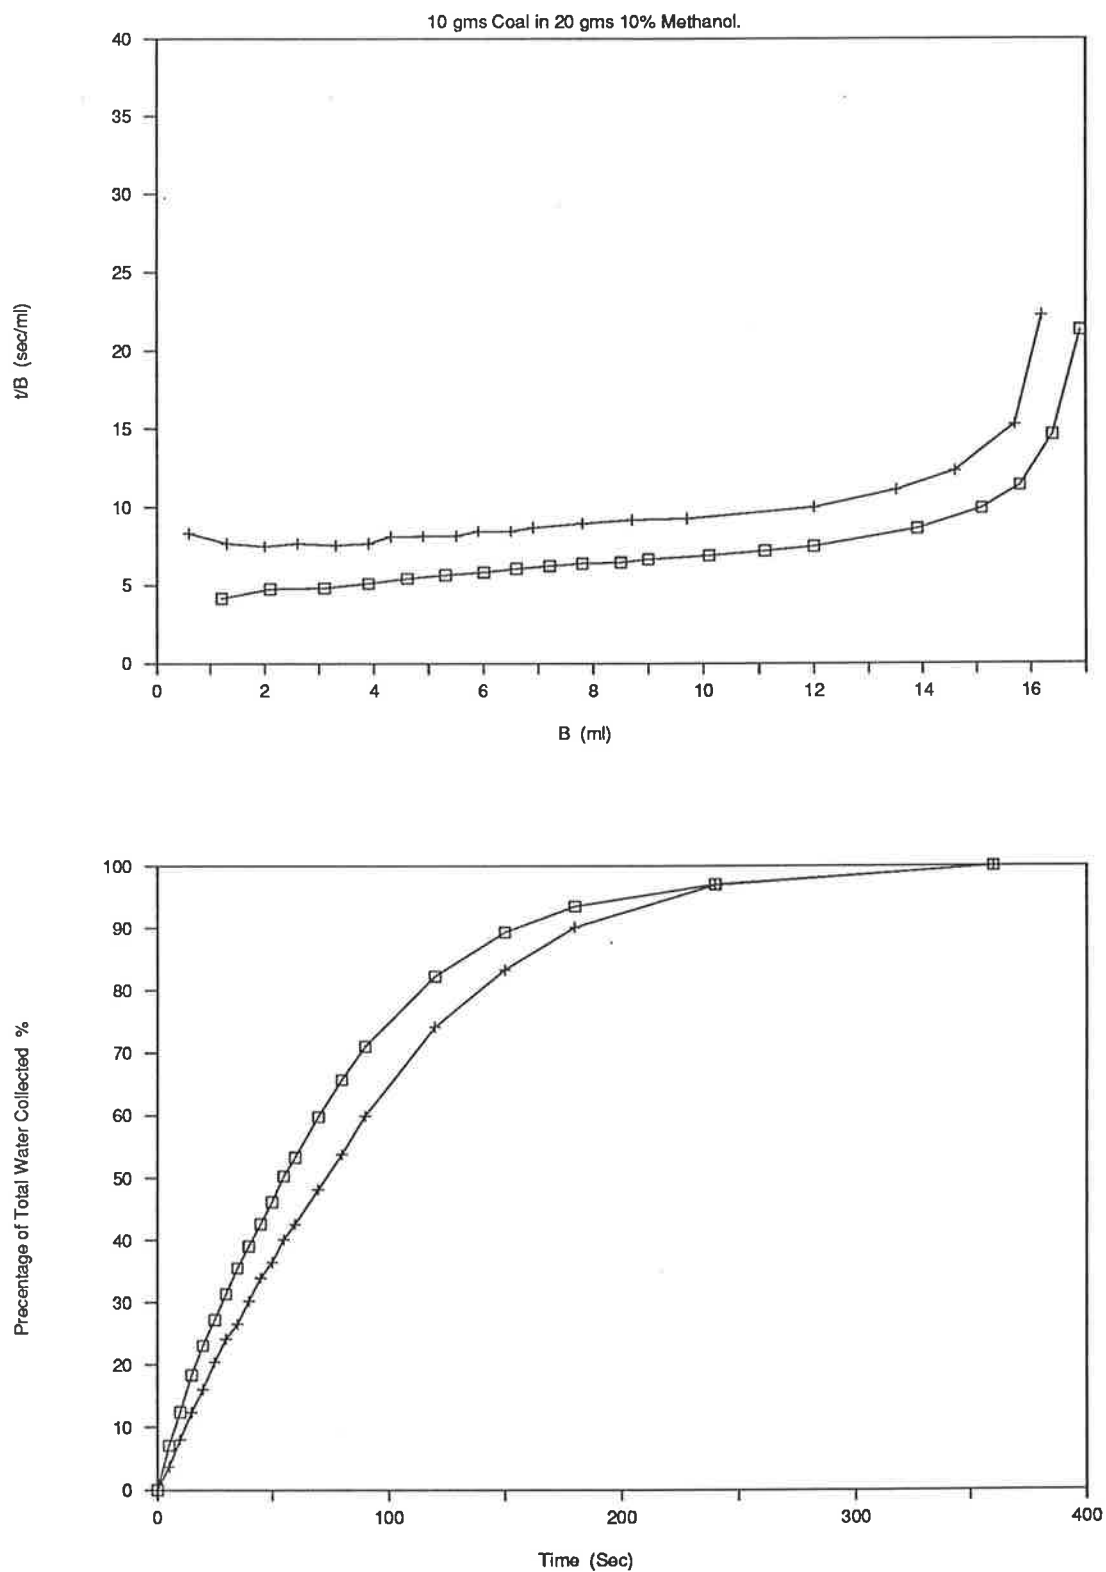 10 gms Coal in 20 gms 10% Methanol.
40
35
30
25
20
15
10
5
0
t/B (sec/ml)
0 2 4 6 8 10 12 14 16
B (ml)
100
90
80
70
60
50
40
30
20
10
0
Precentage of Total Water Collected %
0 100 200 300 400
Time (Sec)